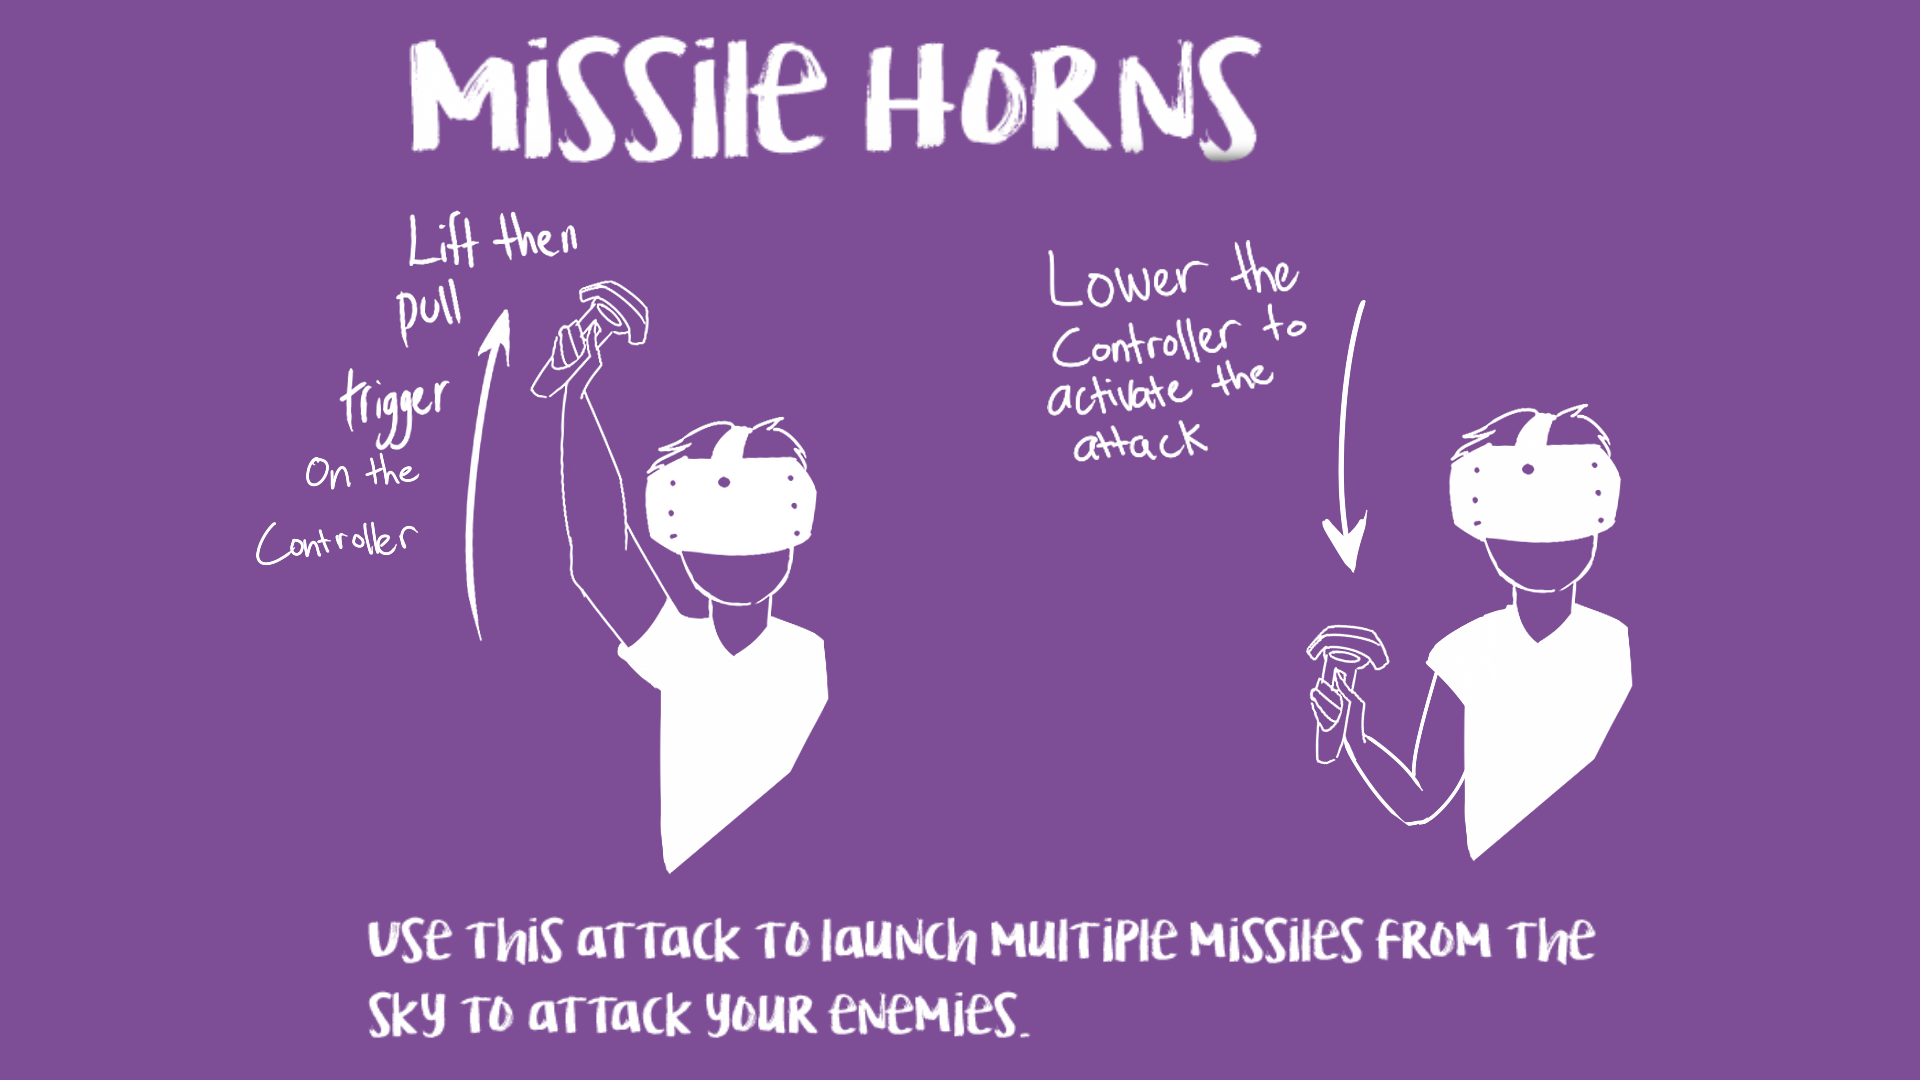 Missile Horns
Lift then
pull
trigger
On the
Controller
Lower the
Controller to
activate the
attack
Use this attack to launch multiple missiles from the
sky to attack your enemies.